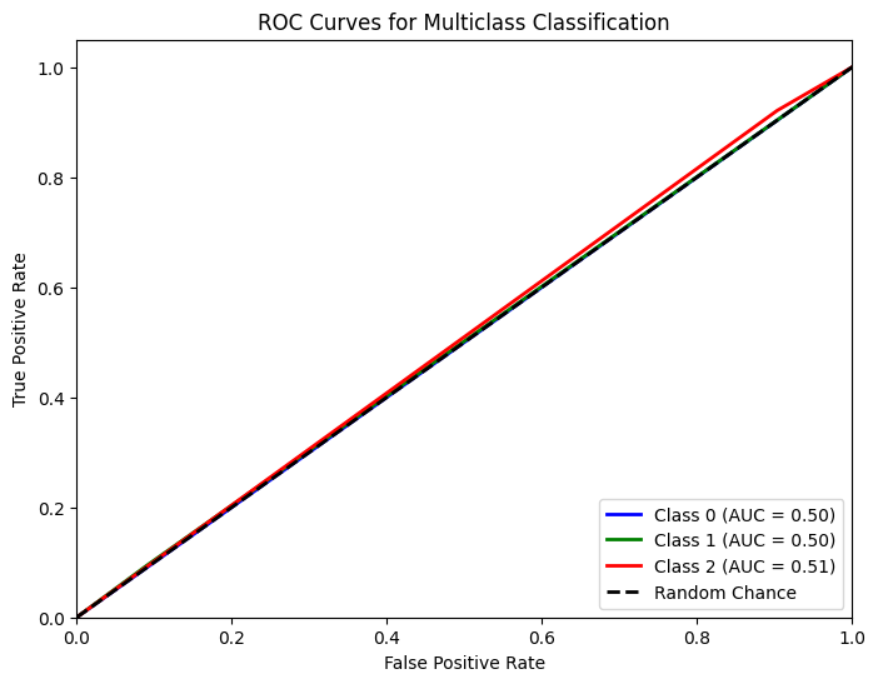 ROC Curves for Multiclass Classification
True Positive Rate
1.0
0.8
0.6
0.4
0.2
0.0
Class 0 (AUC = 0.50)
Class 1 (AUC = 0.50)
Class 2 (AUC = 0.51)
Random Chance
0.0 0.2 0.4 0.6 0.8 1.0
False Positive Rate